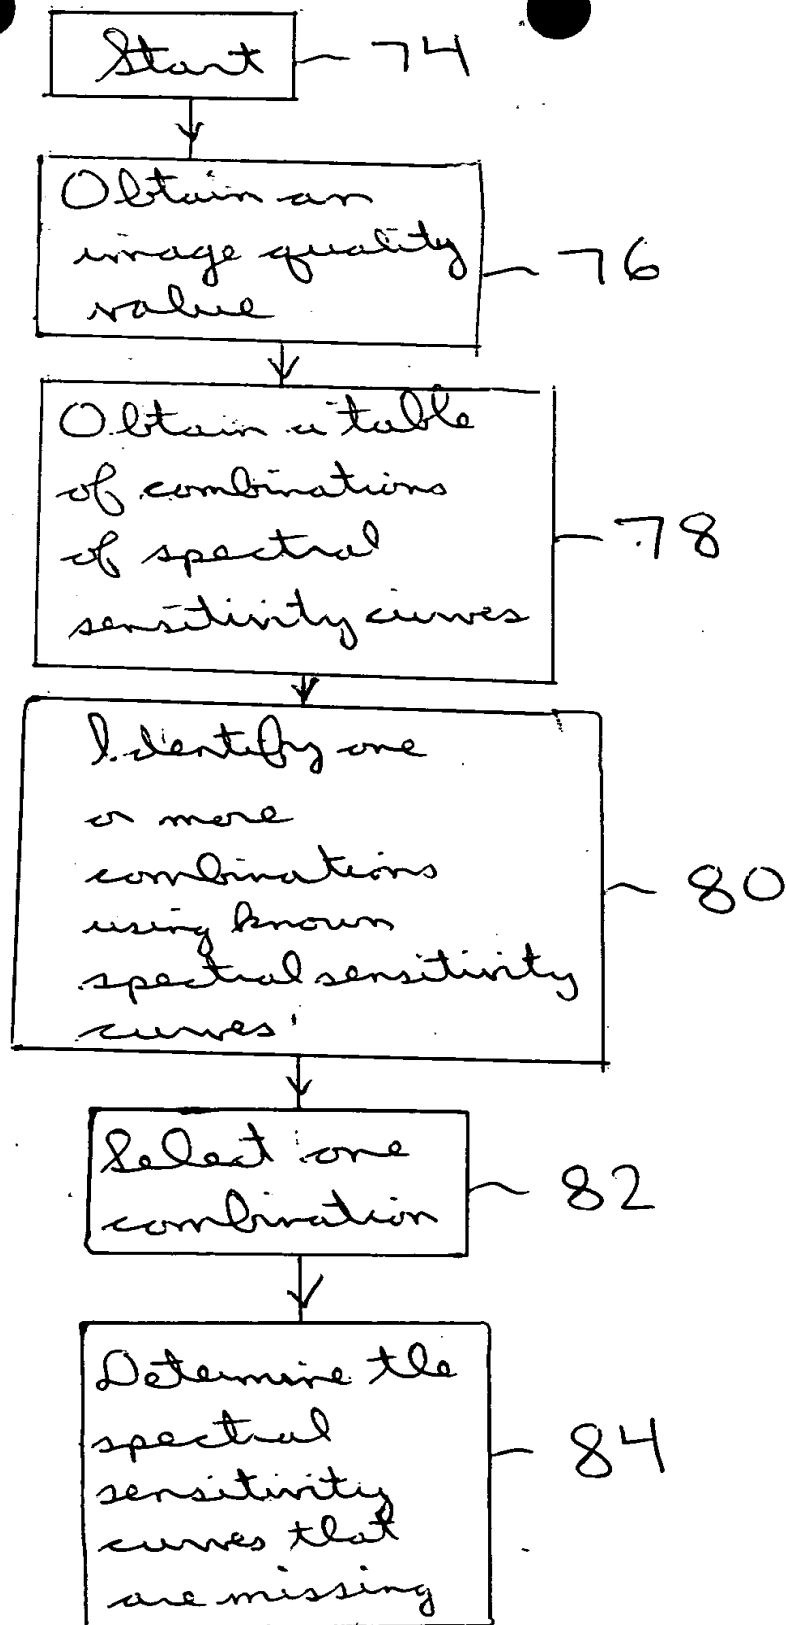 Start
74
Obtain an
image quality
value
76
Obtain a table
of combinations
of spectral
sensitivity curves
78
Identify one
or more
combinations
using known
spectral sensitivity
curves
80
Select one
combination
82
Determine the
spectral
sensitivity
curves that
are missing
84